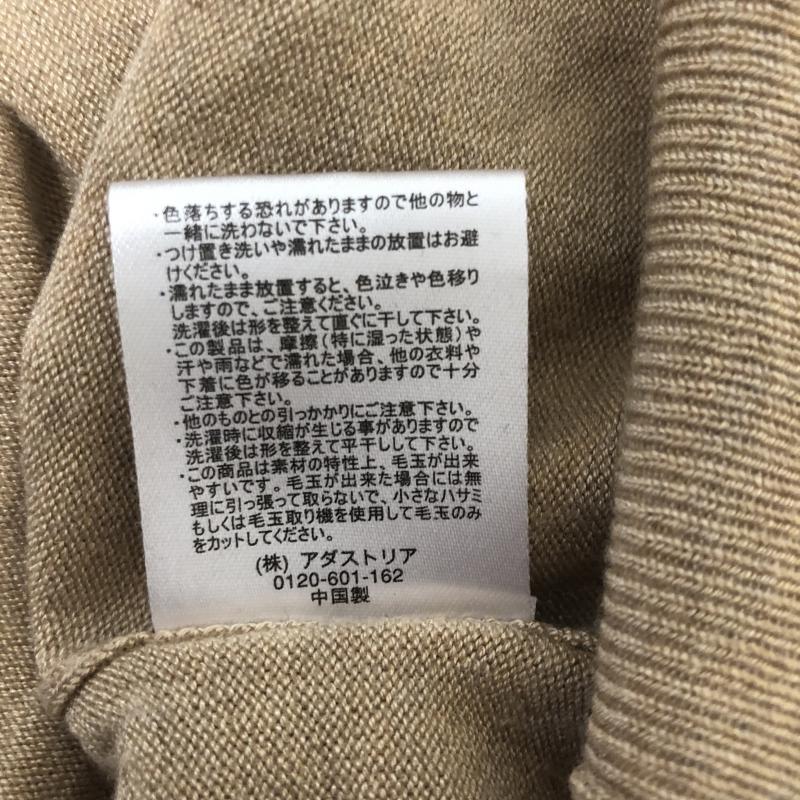 ・色落ちする恐れがありますので他の物と
一緒に洗わないで下さい。
・つけ置き洗いや濡れたままの放置はお避
けください。
・濡れたまま放置すると、色泣きや色移り
しますので、ご注意ください。
洗濯後は形を整えて直ぐに干して下さい。
・この製品は、摩擦(特に湿った状態)や
汗や雨などで濡れた場合、他の衣料や
下着に色が移ることがありますので十分
ご注意下さい。
・他のものとの引っかかりにご注意下さい。
・洗濯時に収縮が生じる事がありますので
洗濯後は形を整えて平干しして下さい。
・この商品は素材の特性上、毛玉が出来
やすいです。毛玉が出来た場合には無
理に引っ張って取らないで、小さなハサミ
もしくは毛玉取り機を使用して毛玉のみ
をカットしてください。
(株) アダストリア
0120-601-162
中国製